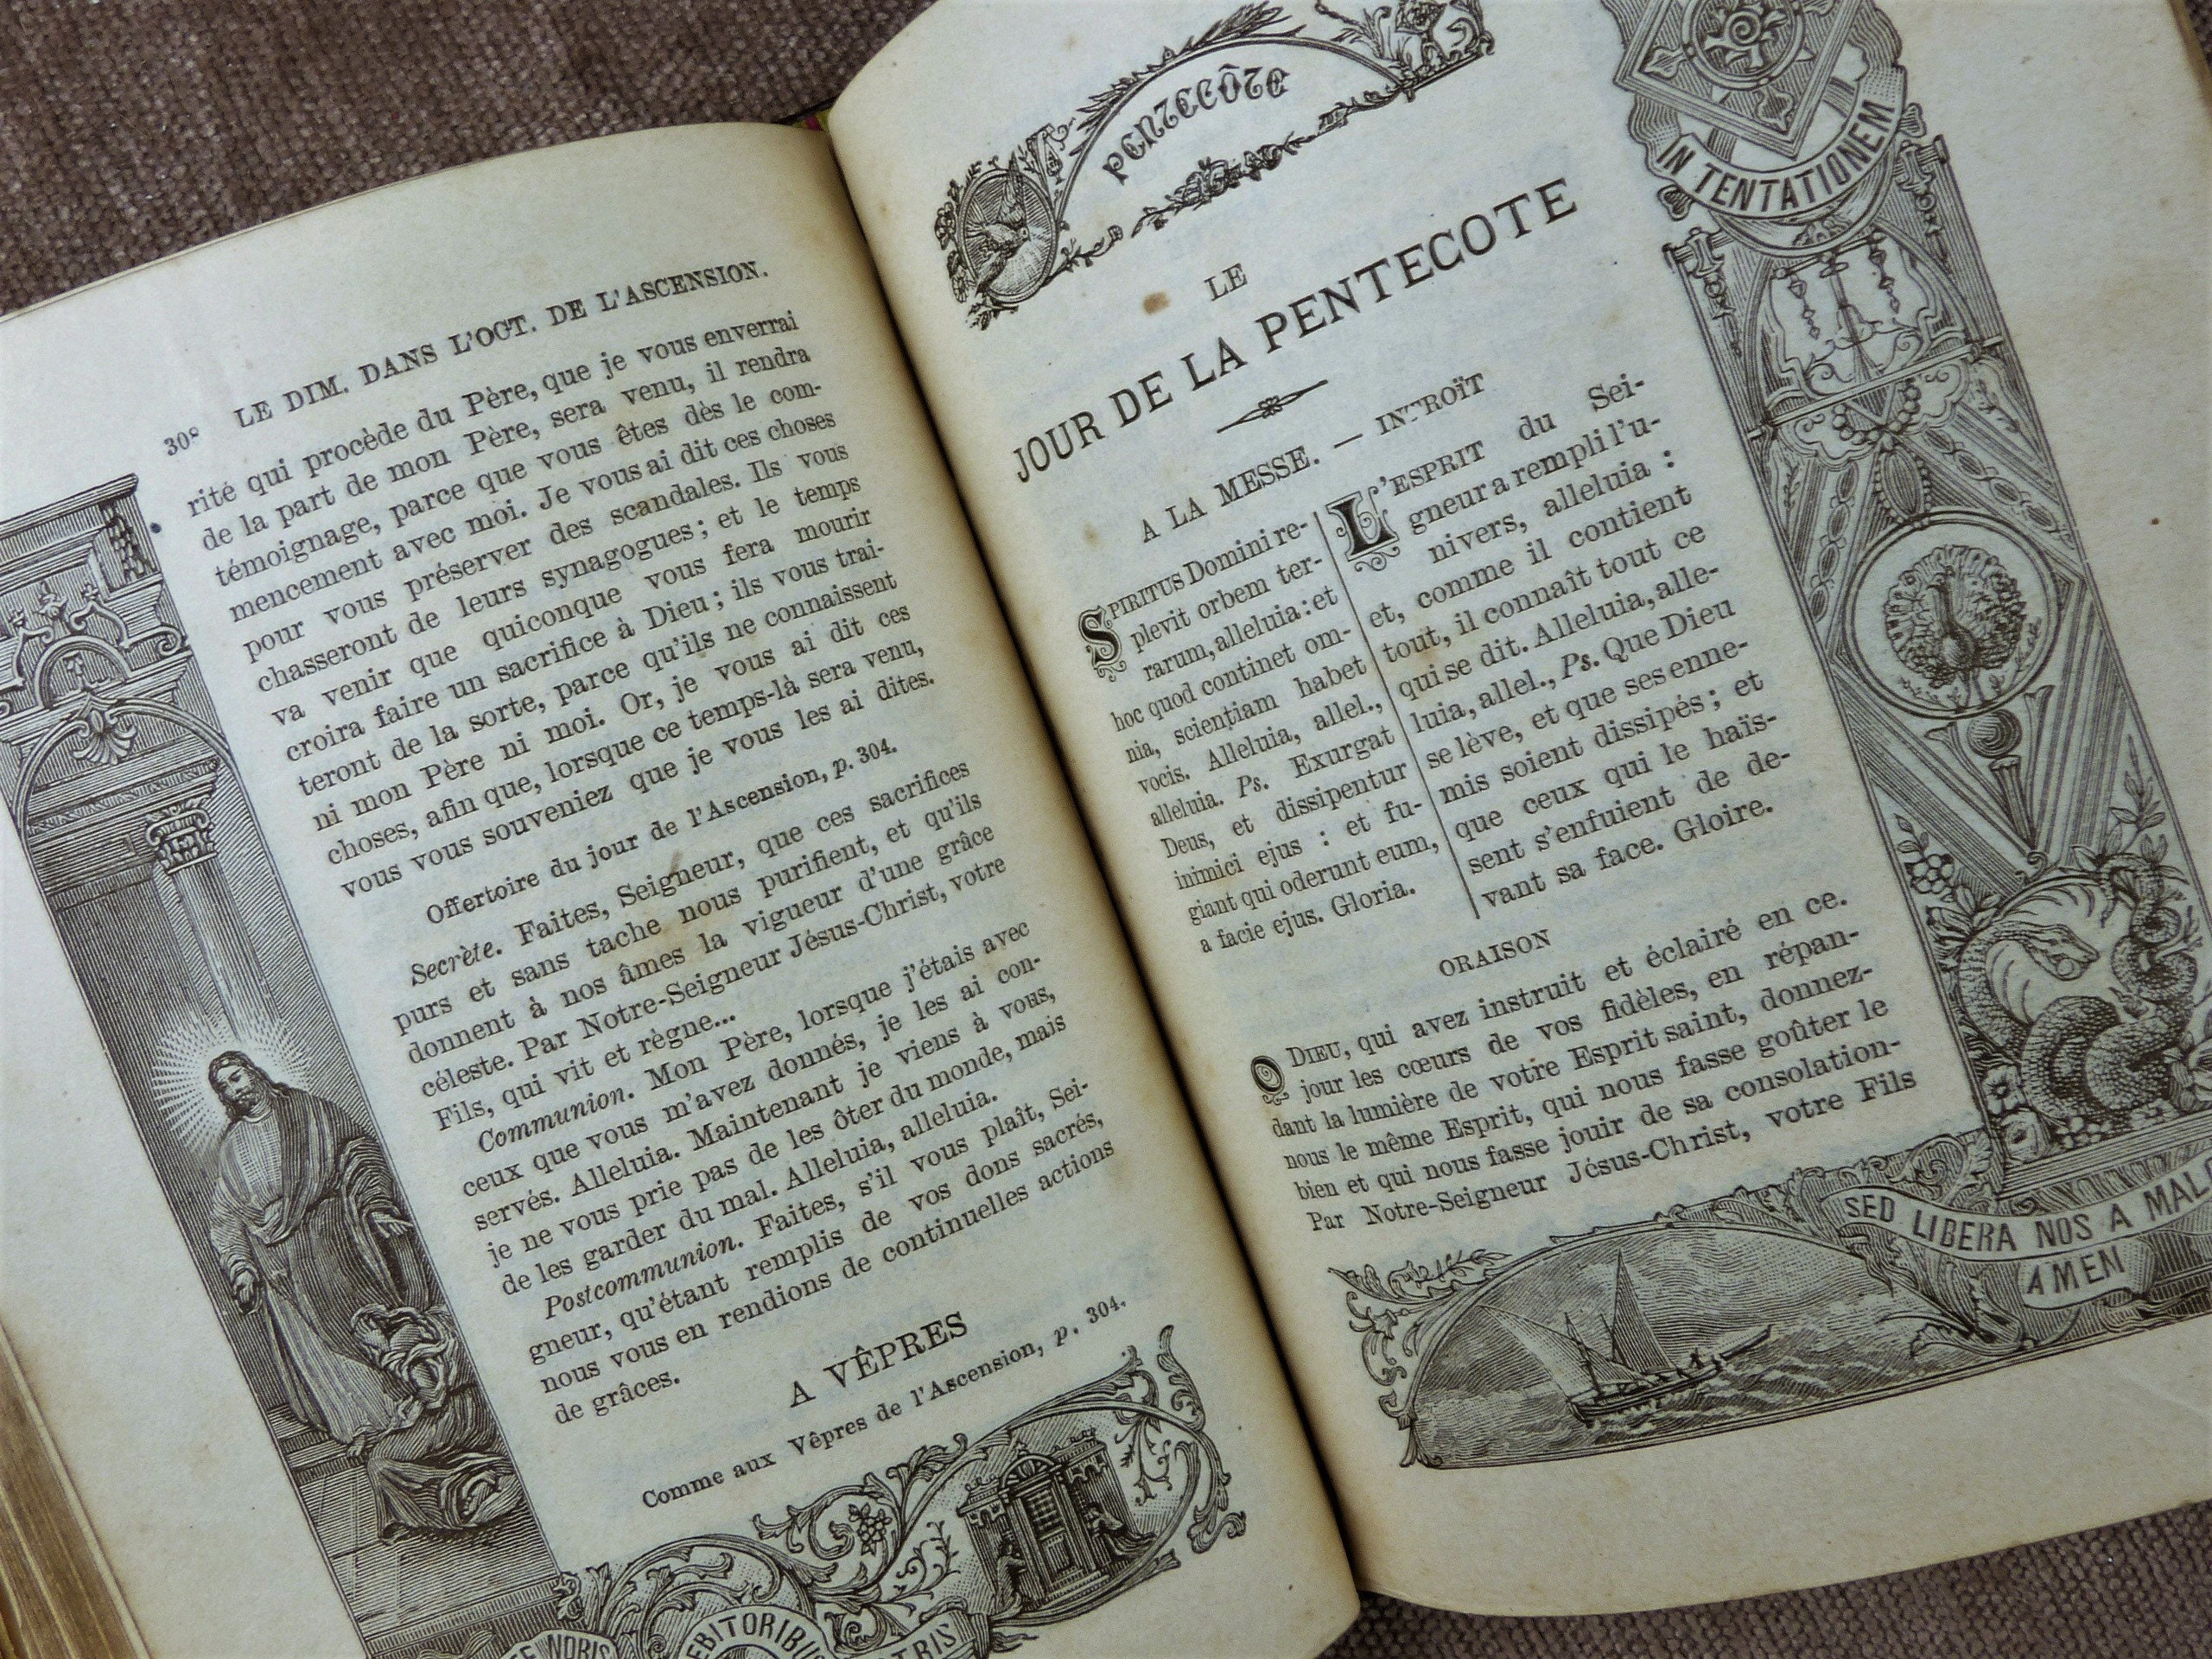 LE DIM. DANS L'OCT. DE L'ASCENSION.
rité qui procède du Père, que je vous enverrai
de la part de mon Père, sera venu, il rendra
témoignage, parce que vous êtes dès le com-
mencement avec moi. Je vous ai dit ces choses
pour vous préserver des scandales. Ils vous
chasseront de leurs synagogues; et le temps
va venir que quiconque vous fera mourir
croira faire un sacrifice à Dieu; ils vous trai-
teront de la sorte, parce qu'ils ne connaissent
ni mon Père ni moi. Or, je vous ai dit ces
choses, afin que, lorsque ce temps-là sera venu,
vous vous souveniez que je vous les ai dites.
Offertoire du jour de l'Ascension, p. 304.
Secrète. Faites, Seigneur, que ces sacrifices
purs et sans tache nous purifient, et qu'ils
donnent à nos âmes la vigueur d'une grâce
céleste. Par Notre-Seigneur Jésus-Christ, votre
Fils, qui vit et règne...
Communion. Mon Père, lorsque j'étais avec
ceux que vous m'avez donnés, je les ai con-
servés. Alleluia. Maintenant je viens à vous,
je ne vous prie pas de les ôter du monde, mais
de les garder du mal. Alleluia, alleluia.
Postcommunion. Faites, s'il vous plaît, Sei-
gneur, qu'étant remplis de vos dons sacrés,
nous vous en rendions de continuelles actions
de grâces.
A VÊPRES
Comme aux Vêpres de l'Ascension, p. 304.
NOBIS
EBITORIBU
TRIS
PENTECÔTE
LE
JOUR DE LA PENTECOTE
A LA MESSE. — INTROÏT
SPIRITUS Domini re-
plevit orbem ter-
rarum, alleluia: et
hoc quod continet om-
nia, scientiam habet
vocis. Alleluia, allel.,
alleluia. Ps. Exurgat
Deus, et dissipentur
inimici ejus : et fu-
giant qui oderunt eum,
a facie ejus. Gloria.
L'ESPRIT du Sei-
gneur a rempli l'u-
nivers, alleluia :
et, comme il contient
tout, il connaît tout ce
qui se dit. Alleluia, alle-
luia, allel., Ps. Que Dieu
se lève, et que ses enne-
mis soient dissipés; et
que ceux qui le haïs-
sent s'enfuient de de-
vant sa face. Gloire.
ORAISON
O DIEU, qui avez instruit et éclairé en ce.
jour les cœurs de vos fidèles, en répan-
dant la lumière de votre Esprit saint, donnez-
nous le même Esprit, qui nous fasse goûter le
bien et qui nous fasse jouir de sa consolation-
Par Notre-Seigneur Jésus-Christ, votre Fils
IN TENTATIONEM
SED LIBERA NOS A MALO
AMEN